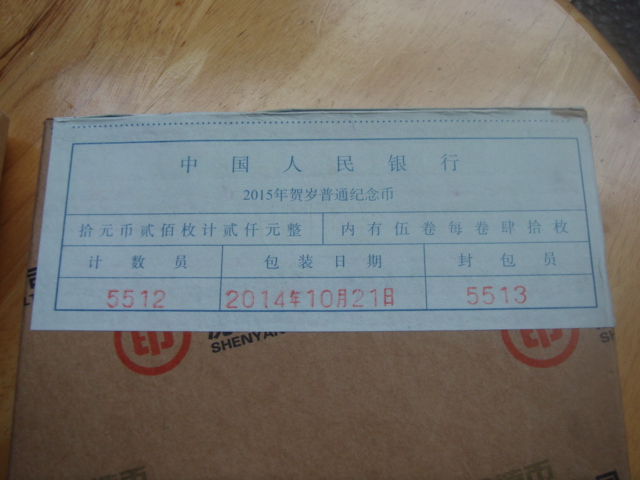 中国人民银行
2015年贺岁普通纪念币
拾元币贰佰枚计贰仟元整 内有伍卷每卷肆拾枚
计数员 包装日期 封包员
5512 2014年10月21日 5513
印 印
SHENYAN